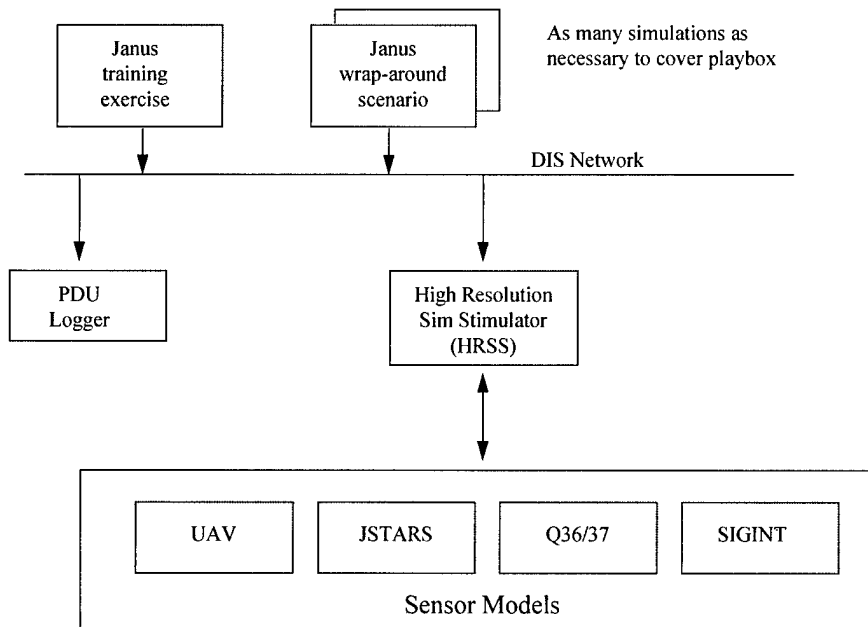 Janus
training
exercise
Janus
wrap-around
scenario
As many simulations as
necessary to cover playbox
DIS Network
PDU
Logger
High Resolution
Sim Stimulator
(HRSS)
UAV
JSTARS
Q36/37
SIGINT
Sensor Models